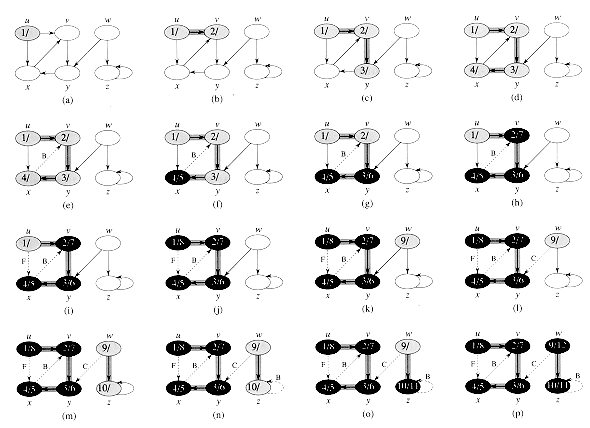 u v w
1/
x y z
(a)
u v w
1/ 2/
x y z
(b)
u v w
1/ 2/
3/
x y z
(c)
u v w
1/ 2/
4/ 3/
x y z
(d)
u v w
1/ 2/
B
4/ 3/
x y z
(e)
u v w
1/ 2/
B
4/5 3/
x y z
(f)
u v w
1/ 2/
B
4/5 3/6
x y z
(g)
u v w
1/ 2/7
B
4/5 3/6
x y z
(h)
u v w
1/ 2/7
F B
4/5 3/6
x y z
(i)
u v w
1/8 2/7
F B
4/5 3/6
x y z
(j)
u v w
1/8 2/7 9/
F B
4/5 3/6
x y z
(k)
u v w
1/8 2/7 9/
F B C
4/5 3/6
x y z
(l)
u v w
1/8 2/7 9/
F B C
4/5 3/6 10/
x y z
(m)
u v w
1/8 2/7 9/
F B C
B
4/5 3/6 10/
x y z
(n)
u v w
1/8 2/7 9/
F B C
B
4/5 3/6 10/11
x y z
(o)
u v w
1/8 2/7 9/12
F B C
B
4/5 3/6 10/11
x y z
(p)